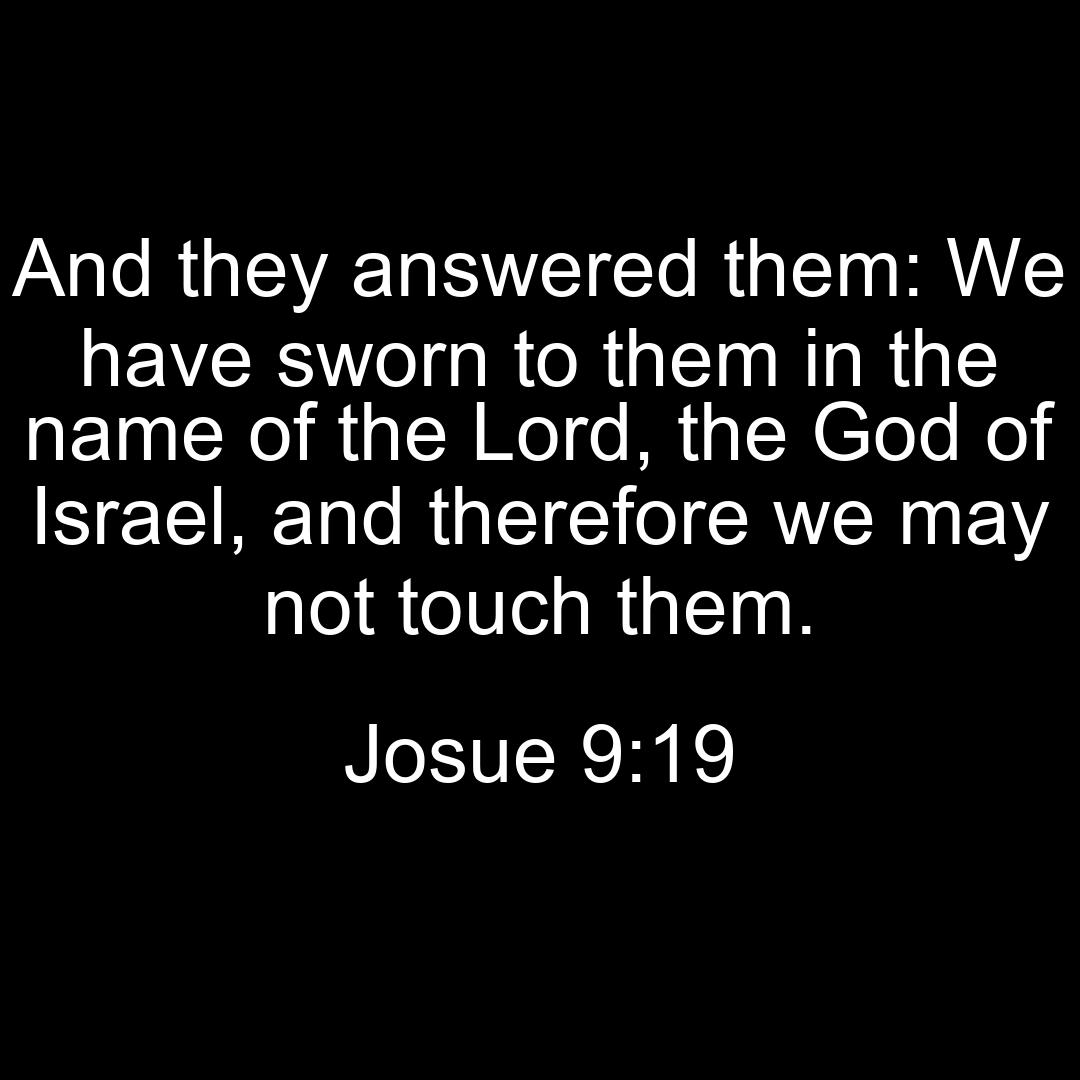 And they answered them: We
have sworn to them in the
name of the Lord, the God of
Israel, and therefore we may
not touch them.
Josue 9:19